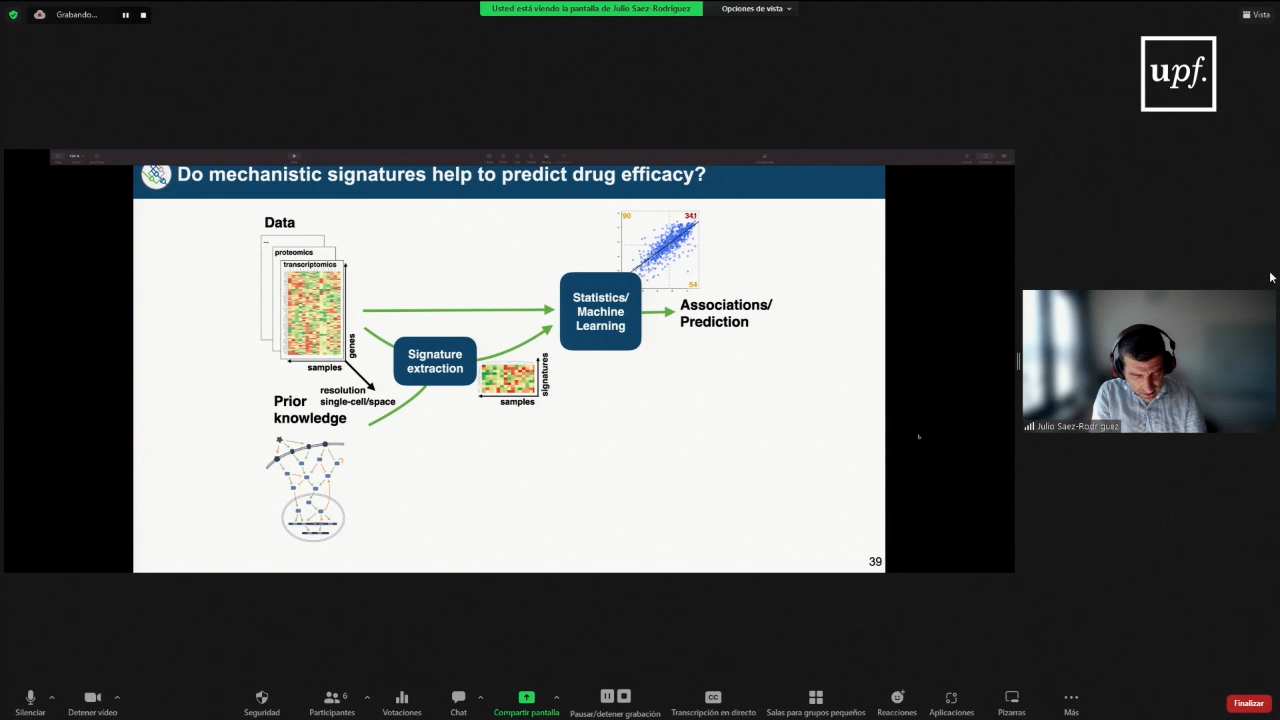 Grabando...
Usted está viendo la pantalla de Julio Saez-Rodriguez
Opciones de vista
Vista
upf.
Do mechanistic signatures help to predict drug efficacy?
Data
...
proteomics
transcriptomics
genes
samples
resolution
single-cell/space
Prior
knowledge
Signature
extraction
signatures
samples
90
341
54
Statistics/
Machine
Learning
Associations/
Prediction
39
Julio Saez-Rodriguez
Silenciar
Detener video
Seguridad
6
Participantes
Votaciones
Chat
Compartir pantalla
Pausar/detener grabación
CC
Transcripción en directo
Salas para grupos pequeños
Reacciones
Aplicaciones
Pizarras
Más
Finalizar